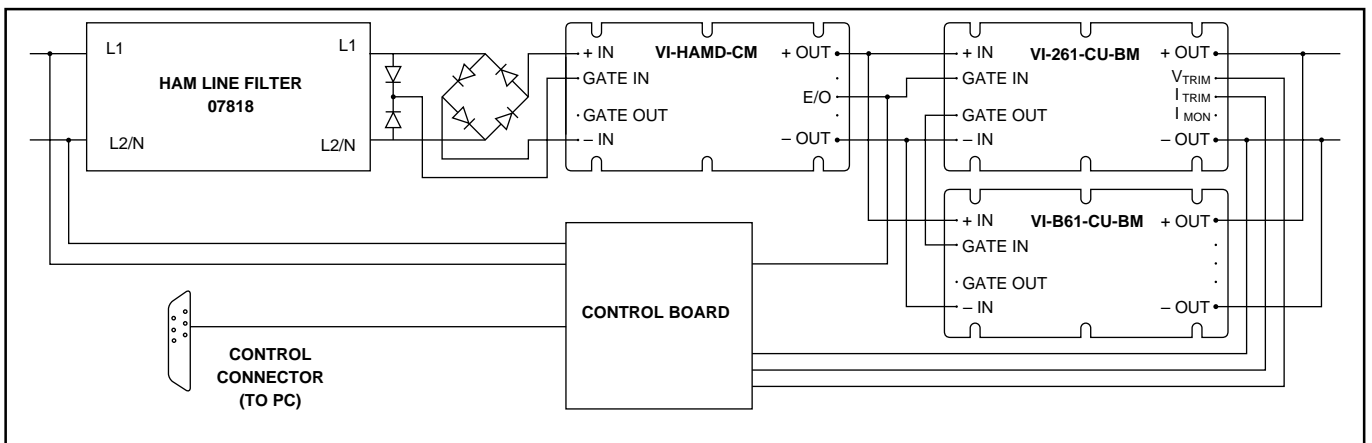 L1
L2/N
HAM LINE FILTER
07818
L1
L2/N
VI-HAMD-CM
+ IN
GATE IN
GATE OUT
– IN
+ OUT
E/O
– OUT
VI-261-CU-BM
+ IN
GATE IN
GATE OUT
– IN
+ OUT
VTRIM
I TRIM
I MON
– OUT
VI-B61-CU-BM
+ IN
GATE IN
GATE OUT
– IN
+ OUT
– OUT
CONTROL BOARD
CONTROL
CONNECTOR
(TO PC)